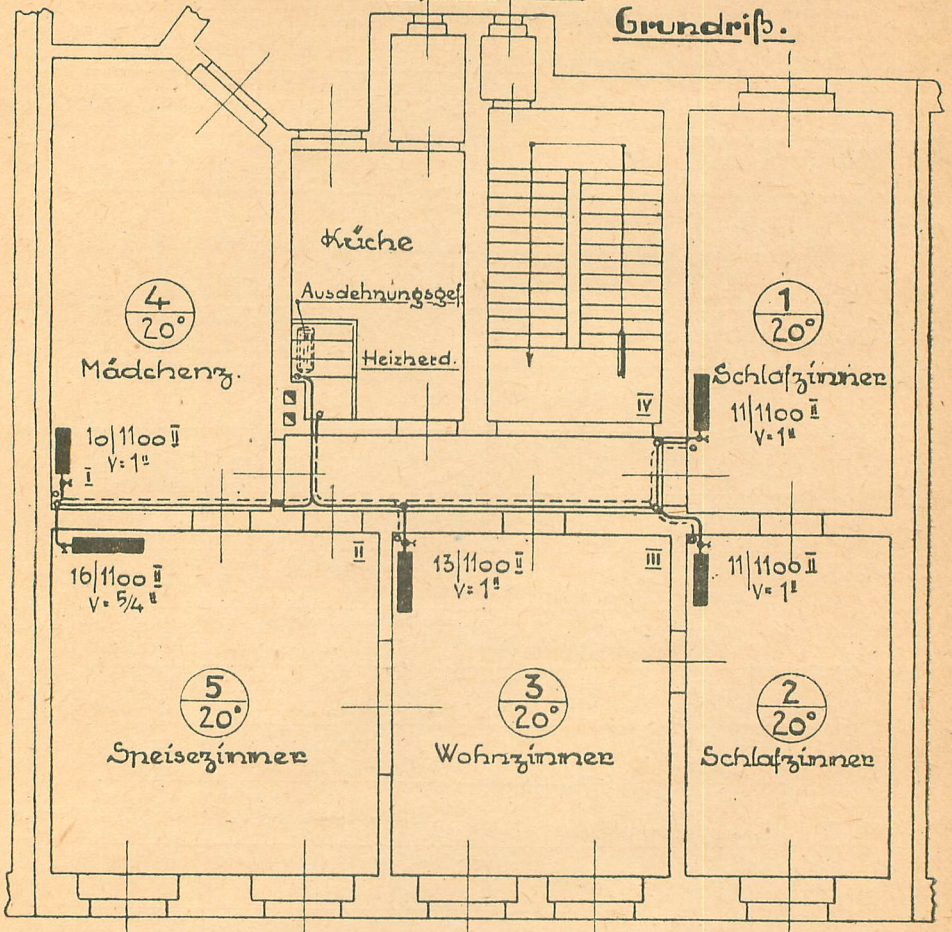 Grundriß.
Küche
Ausdehnungsgef.
Heizherd.
4
20°
Mädchenz.
10/1100 II
V=1"
I
1
20°
Schlafzimmer
11/1100 II
V=1"
IV
16/1100 II
V=5/4"
II
13/1100 II
V=1"
III
11/1100 II
V=1"
5
20°
Speisezimmer
3
20°
Wohnzimmer
2
20°
Schlafzimmer